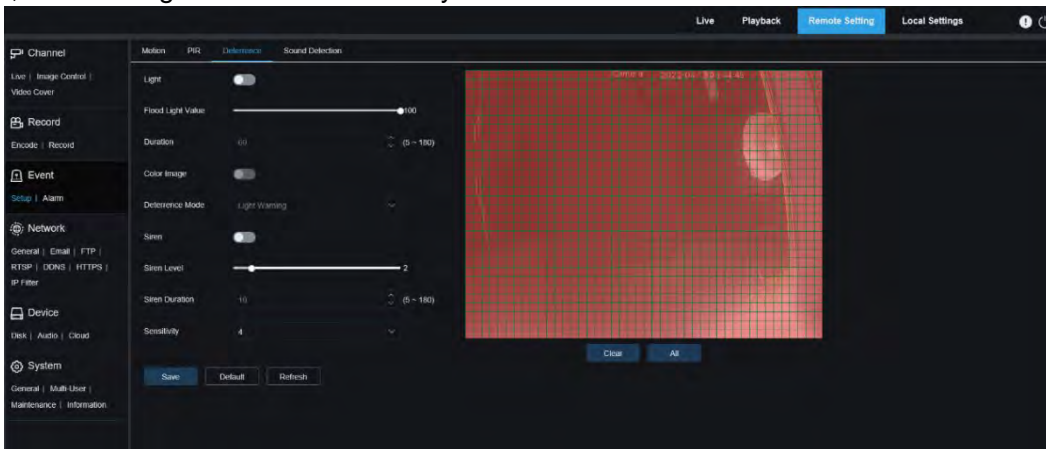 Live Playback Remote Setting Local Settings
Channel
Live | Image Control |
Video Cover
Record
Encode | Record
Event
Setup | Alarm
Network
General | Email | FTP |
RTSP | DDNS | HTTPS |
IP Filter
Device
Disk | Audio | Cloud
System
General | Multi-User |
Maintenance | Information
Motion PIR Deterrence Sound Detection
Light
Flood Light Value 100
Duration 60 (5 ~ 180)
Color Image
Deterrence Mode Light Warning
Siren
Siren Level 2
Siren Duration 10 (5 ~ 180)
Sensitivity 4
Save Default Refresh
Clear All